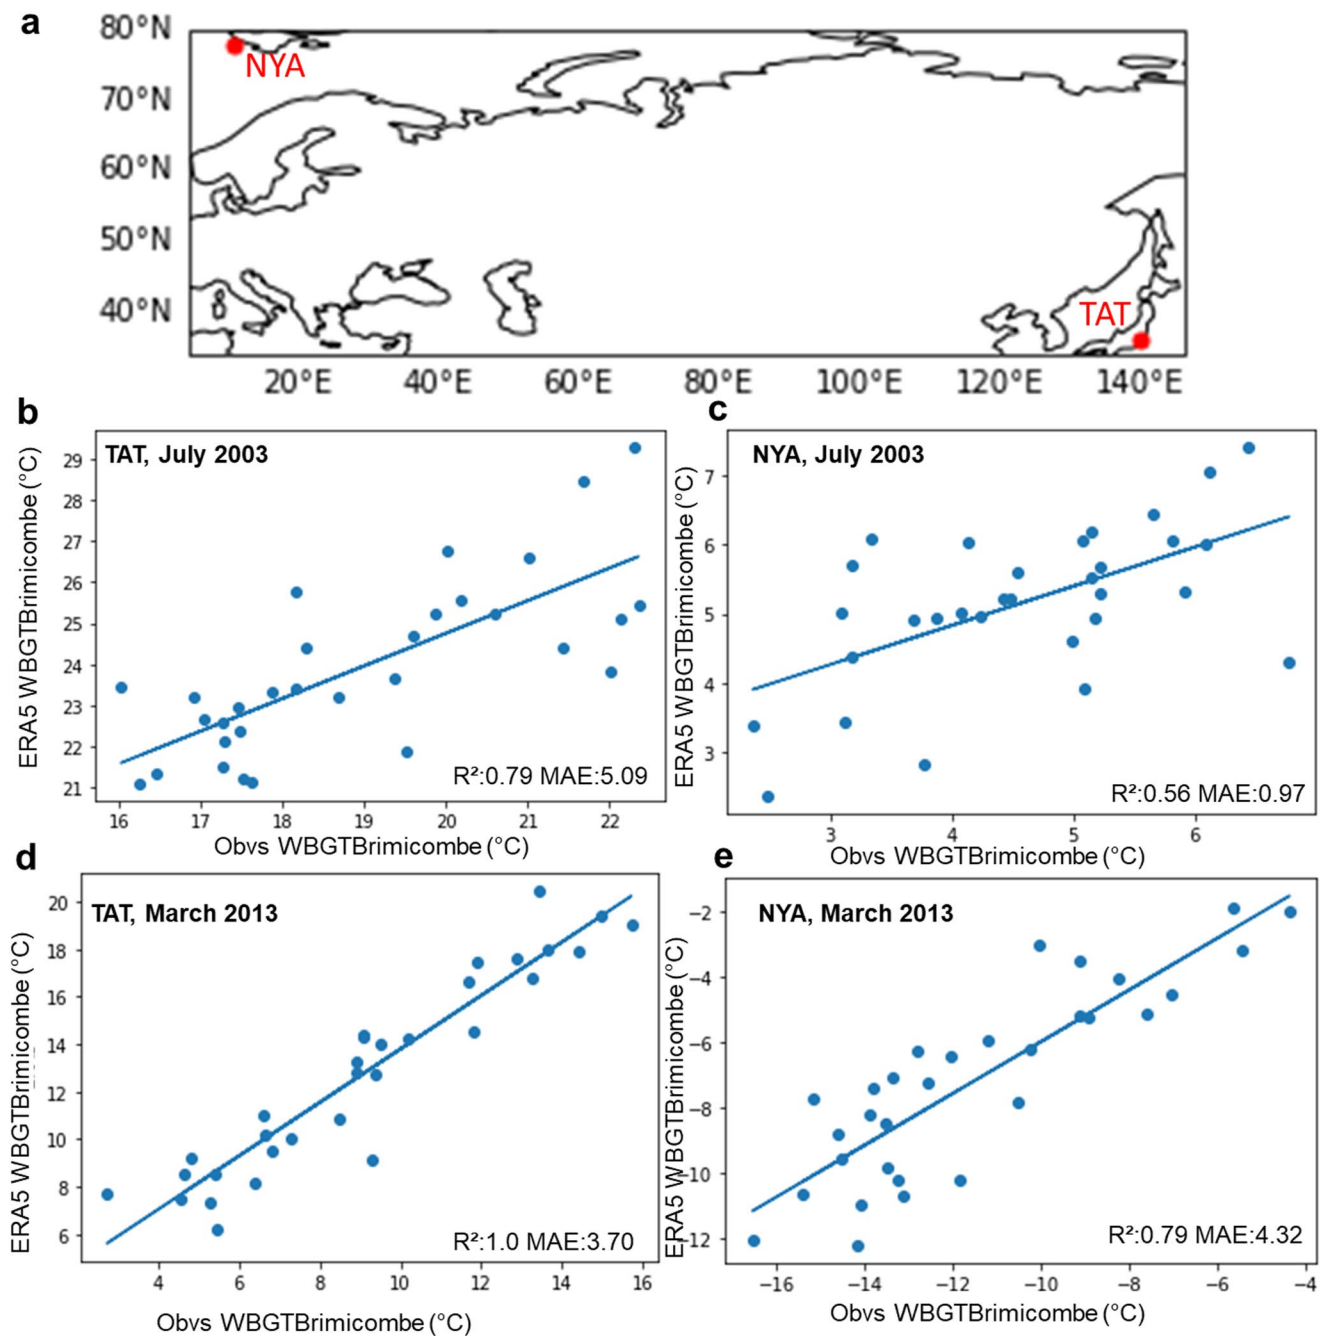 a
80°N
70°N
60°N
50°N
40°N
NYA
TAT
20°E 40°E 60°E 80°E 100°E 120°E 140°E
b
TAT, July 2003
ERA5 WBGTBrimicombe (°C)
29
28
27
26
25
24
23
22
21
R²:0.79 MAE:5.09
16 17 18 19 20 21 22
Obvs WBGTBrimicombe (°C)
c
NYA, July 2003
ERA5 WBGTBrimicombe (°C)
7
6
5
4
3
R²:0.56 MAE:0.97
3 4 5 6
Obvs WBGTBrimicombe (°C)
d
TAT, March 2013
ERA5 WBGTBrimicombe (°C)
20
18
16
14
12
10
8
6
R²:1.0 MAE:3.70
4 6 8 10 12 14 16
Obvs WBGTBrimicombe (°C)
e
NYA, March 2013
ERA5 WBGTBrimicombe (°C)
−2
−4
−6
−8
−10
−12
R²:0.79 MAE:4.32
−16 −14 −12 −10 −8 −6 −4
Obvs WBGTBrimicombe (°C)